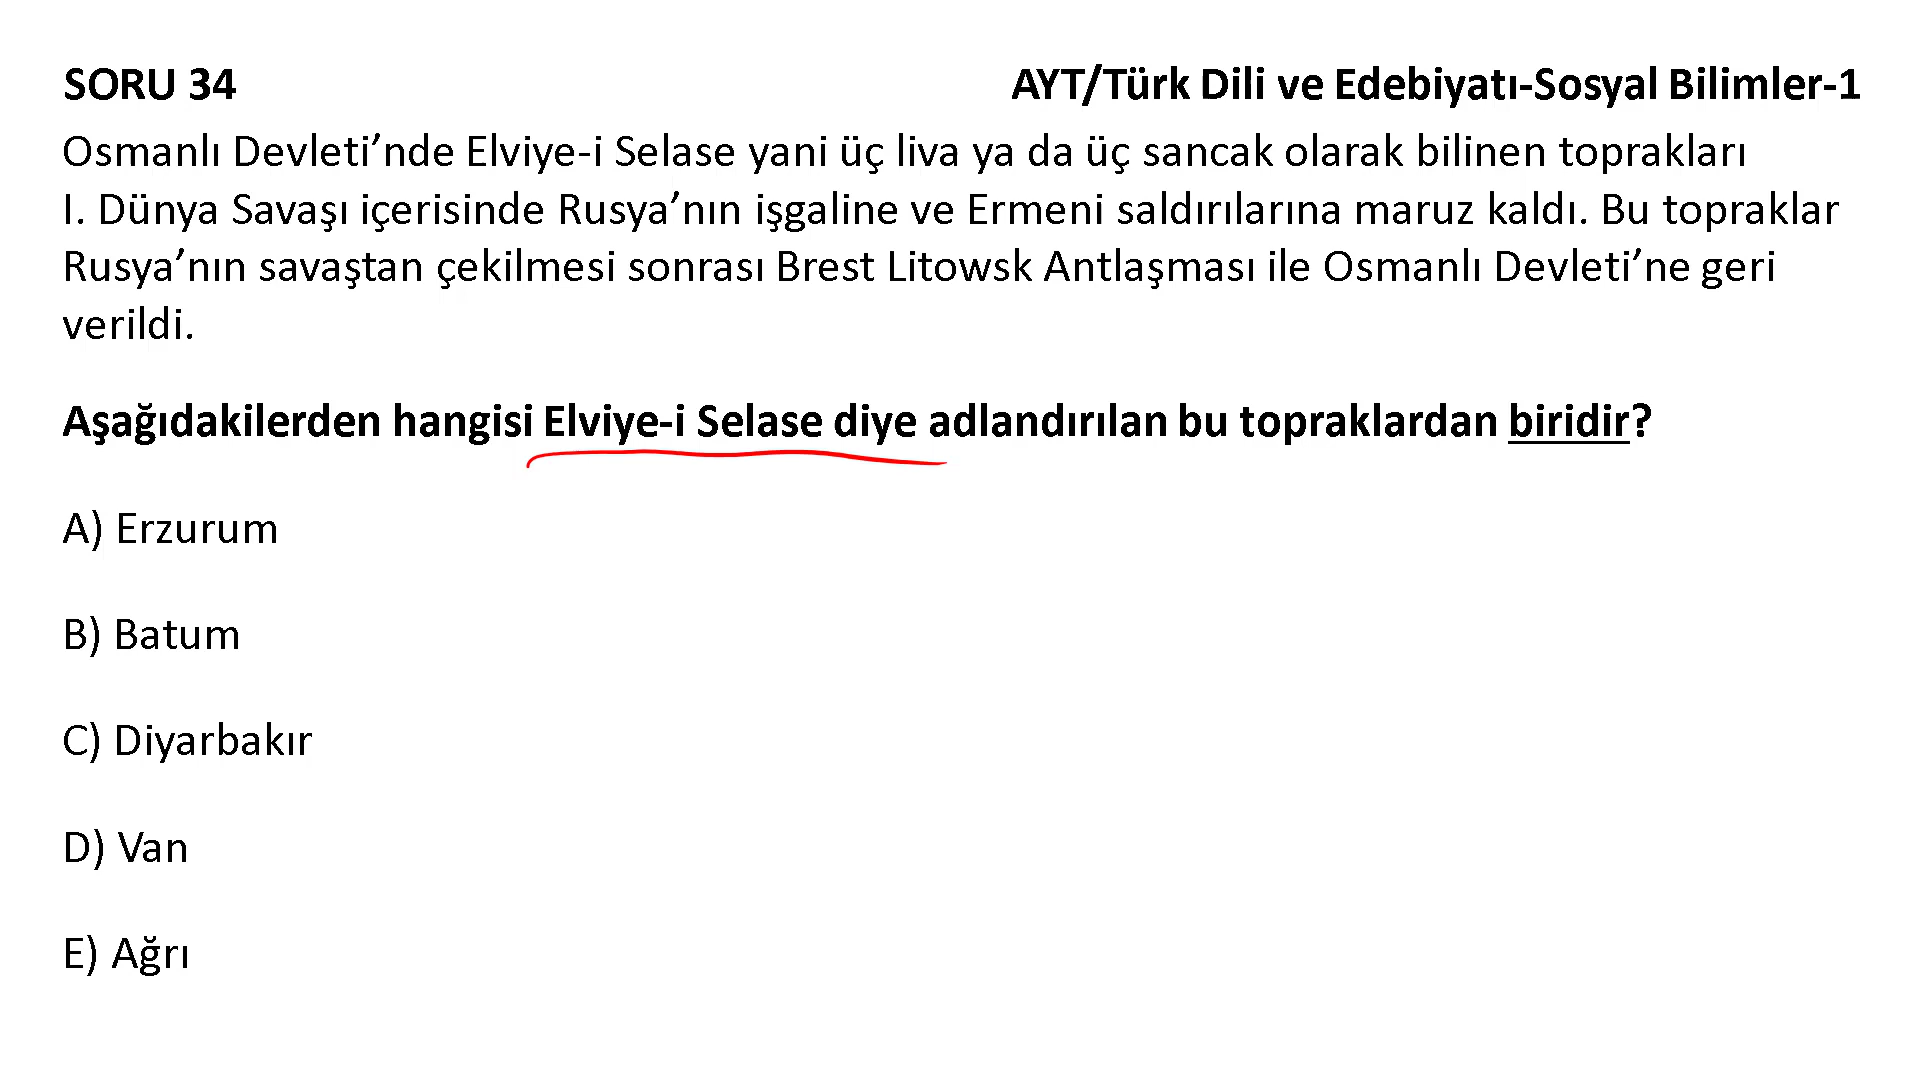 SORU 34
AYT/Türk Dili ve Edebiyatı-Sosyal Bilimler-1
Osmanlı Devleti’nde Elviye-i Selase yani üç liva ya da üç sancak olarak bilinen toprakları
I. Dünya Savaşı içerisinde Rusya’nın işgaline ve Ermeni saldırılarına maruz kaldı. Bu topraklar
Rusya’nın savaştan çekilmesi sonrası Brest Litowsk Antlaşması ile Osmanlı Devleti’ne geri
verildi.
Aşağıdakilerden hangisi Elviye-i Selase diye adlandırılan bu topraklardan biridir?
A) Erzurum
B) Batum
C) Diyarbakır
D) Van
E) Ağrı